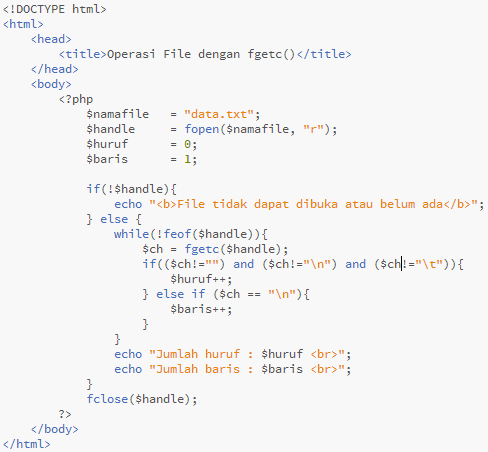 <!DOCTYPE html>
<html>
    <head>
        <title>Operasi File dengan fgetc()</title>
    </head>
    <body>
        <?php
            $namafile   = "data.txt";
            $handle     = fopen($namafile, "r");
            $huruf      = 0;
            $baris      = 1;

            if(!$handle){
                echo "<b>File tidak dapat dibuka atau belum ada</b>";
            } else {
                while(!feof($handle)){
                    $ch = fgetc($handle);
                    if(($ch!="") and ($ch!="\n") and ($ch!="\t")){
                        $huruf++;
                    } else if ($ch == "\n"){
                        $baris++;
                    }
                }
                echo "Jumlah huruf : $huruf <br>";
                echo "Jumlah baris : $baris <br>";
            }
            fclose($handle);
        ?>
    </body>
</html>